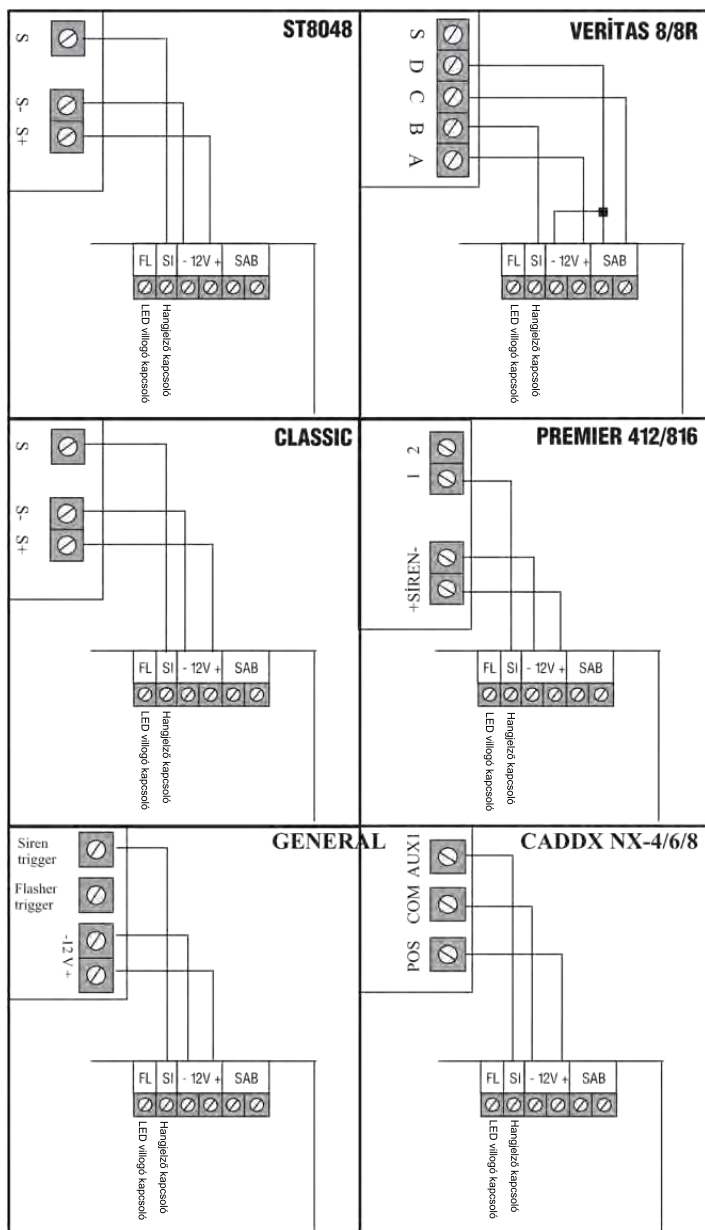 ST8048
S
S-
S+
FL SI - 12V + SAB
LED villogó kapcsoló
Hangjelző kapcsoló
VERİTAS 8/8R
S
D
C
B
A
FL SI - 12V + SAB
LED villogó kapcsoló
Hangjelző kapcsoló
CLASSIC
S
S-
S+
FL SI - 12V + SAB
LED villogó kapcsoló
Hangjelző kapcsoló
PREMIER 412/816
2
1
+SİREN-
FL SI - 12V + SAB
LED villogó kapcsoló
Hangjelző kapcsoló
GENERAL
Siren
trigger
Flasher
trigger
-12 V +
FL SI - 12V + SAB
LED villogó kapcsoló
Hangjelző kapcsoló
CADDX NX-4/6/8
AUX1
COM
POS
FL SI - 12V + SAB
LED villogó kapcsoló
Hangjelző kapcsoló